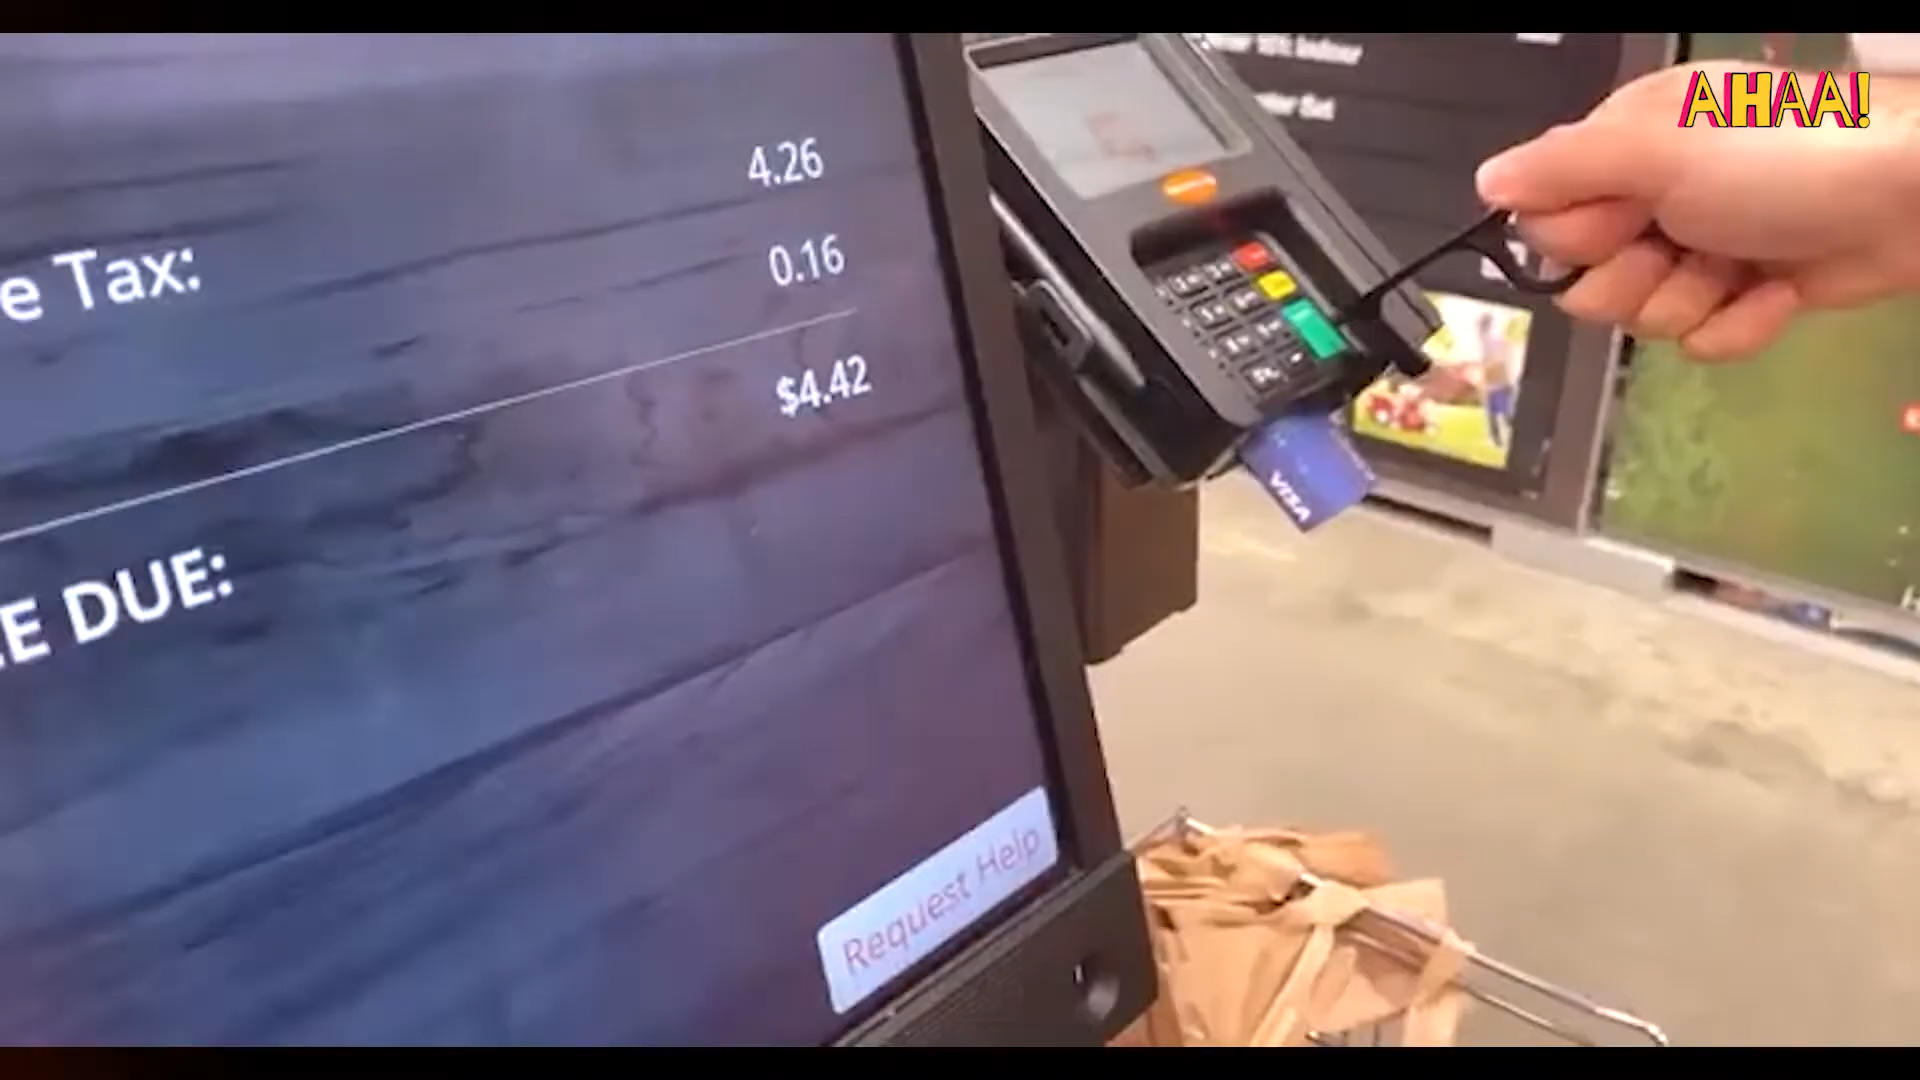 AHAA!
4.26
e Tax:
0.16
$4.42
E DUE:
VISA
Request Help